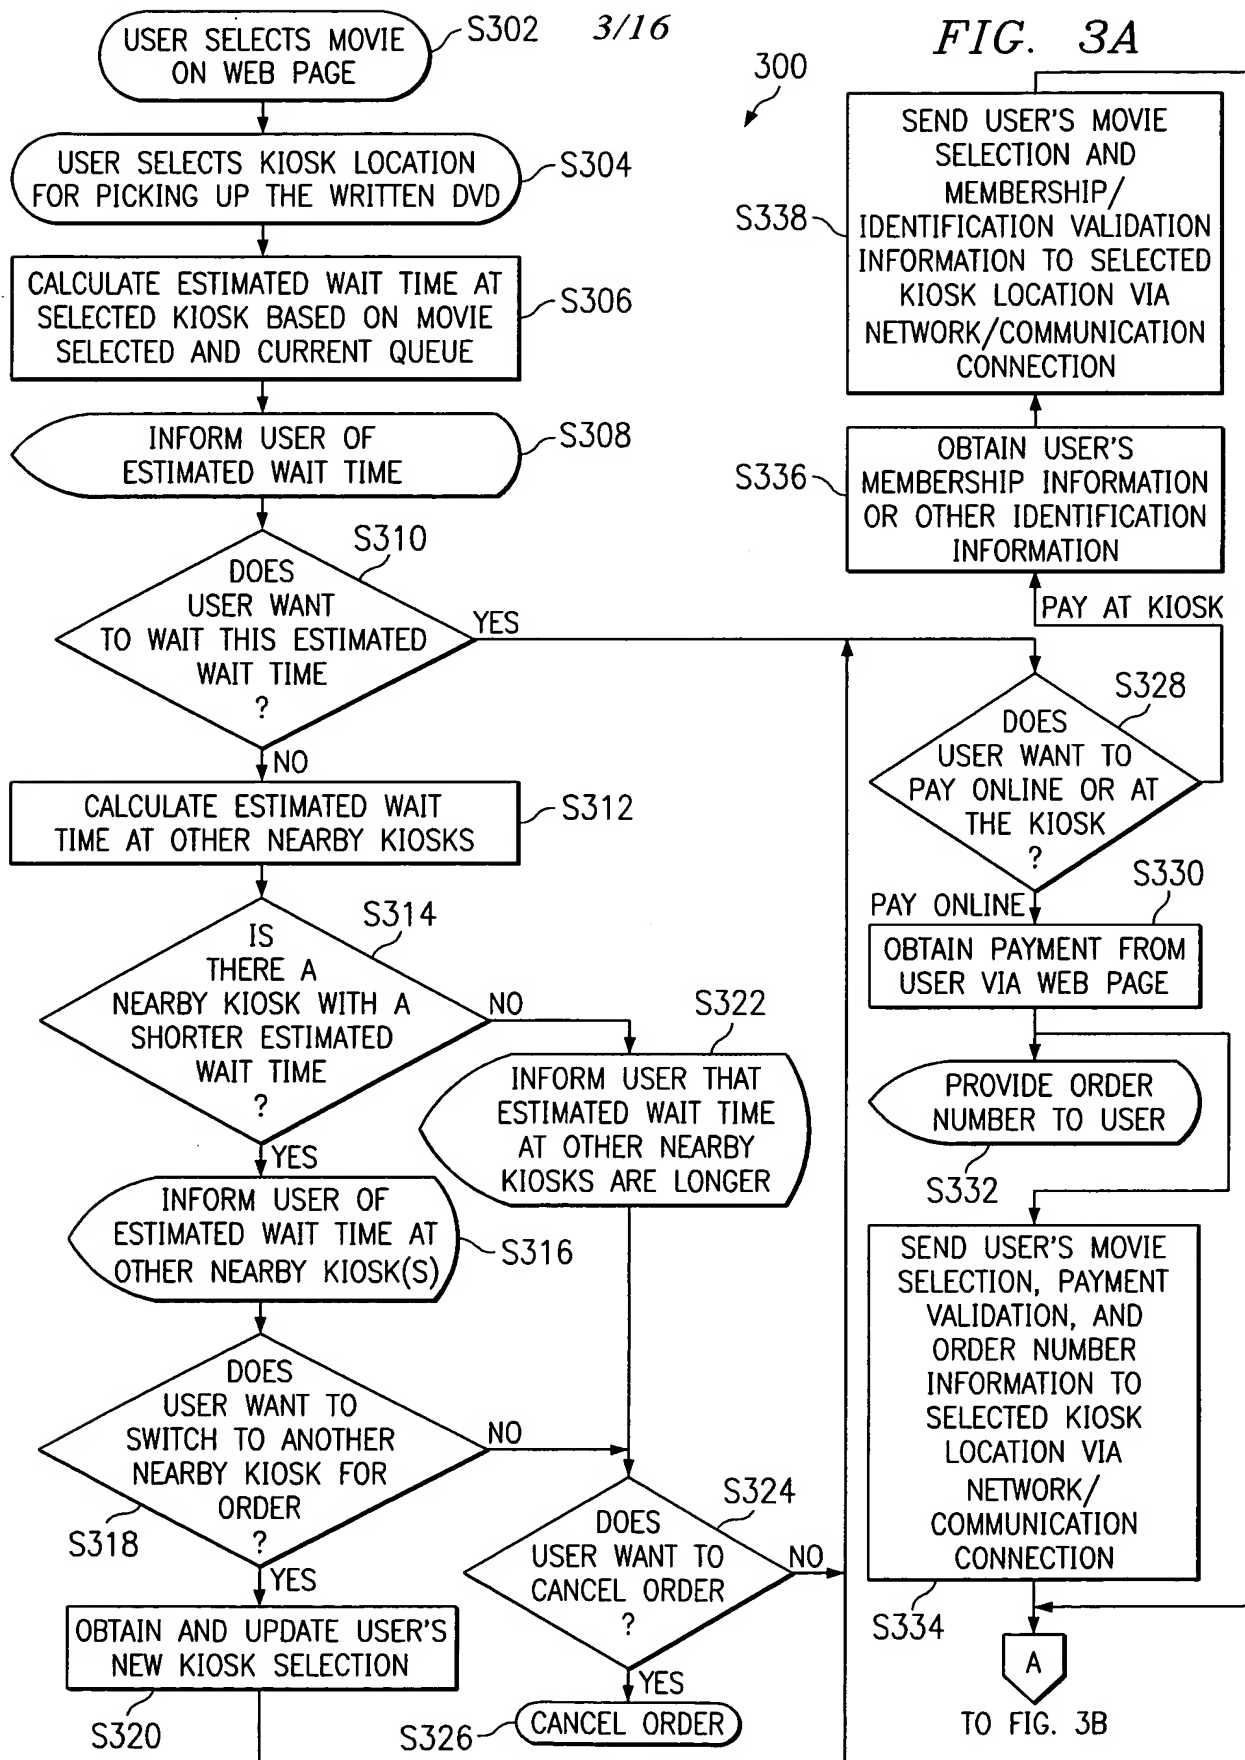 3/16
FIG. 3A
300
USER SELECTS MOVIE
ON WEB PAGE
S302
USER SELECTS KIOSK LOCATION
FOR PICKING UP THE WRITTEN DVD
S304
CALCULATE ESTIMATED WAIT TIME AT
SELECTED KIOSK BASED ON MOVIE
SELECTED AND CURRENT QUEUE
S306
INFORM USER OF
ESTIMATED WAIT TIME
S308
S310
DOES
USER WANT
TO WAIT THIS ESTIMATED
WAIT TIME
?
YES
NO
CALCULATE ESTIMATED WAIT
TIME AT OTHER NEARBY KIOSKS
S312
S314
IS
THERE A
NEARBY KIOSK WITH A
SHORTER ESTIMATED
WAIT TIME
?
NO
YES
S322
INFORM USER THAT
ESTIMATED WAIT TIME
AT OTHER NEARBY
KIOSKS ARE LONGER
INFORM USER OF
ESTIMATED WAIT TIME AT
OTHER NEARBY KIOSK(S)
S316
DOES
USER WANT TO
SWITCH TO ANOTHER
NEARBY KIOSK FOR
ORDER
?
S318
NO
YES
OBTAIN AND UPDATE USER'S
NEW KIOSK SELECTION
S320
S324
DOES
USER WANT TO
CANCEL ORDER
?
NO
YES
S326
CANCEL ORDER
SEND USER'S MOVIE
SELECTION AND
MEMBERSHIP/
IDENTIFICATION VALIDATION
INFORMATION TO SELECTED
KIOSK LOCATION VIA
NETWORK/COMMUNICATION
CONNECTION
S338
OBTAIN USER'S
MEMBERSHIP INFORMATION
OR OTHER IDENTIFICATION
INFORMATION
S336
PAY AT KIOSK
S328
DOES
USER WANT TO
PAY ONLINE OR AT
THE KIOSK
?
PAY ONLINE
S330
OBTAIN PAYMENT FROM
USER VIA WEB PAGE
PROVIDE ORDER
NUMBER TO USER
S332
SEND USER'S MOVIE
SELECTION, PAYMENT
VALIDATION, AND
ORDER NUMBER
INFORMATION TO
SELECTED KIOSK
LOCATION VIA
NETWORK/
COMMUNICATION
CONNECTION
S334
A
TO FIG. 3B